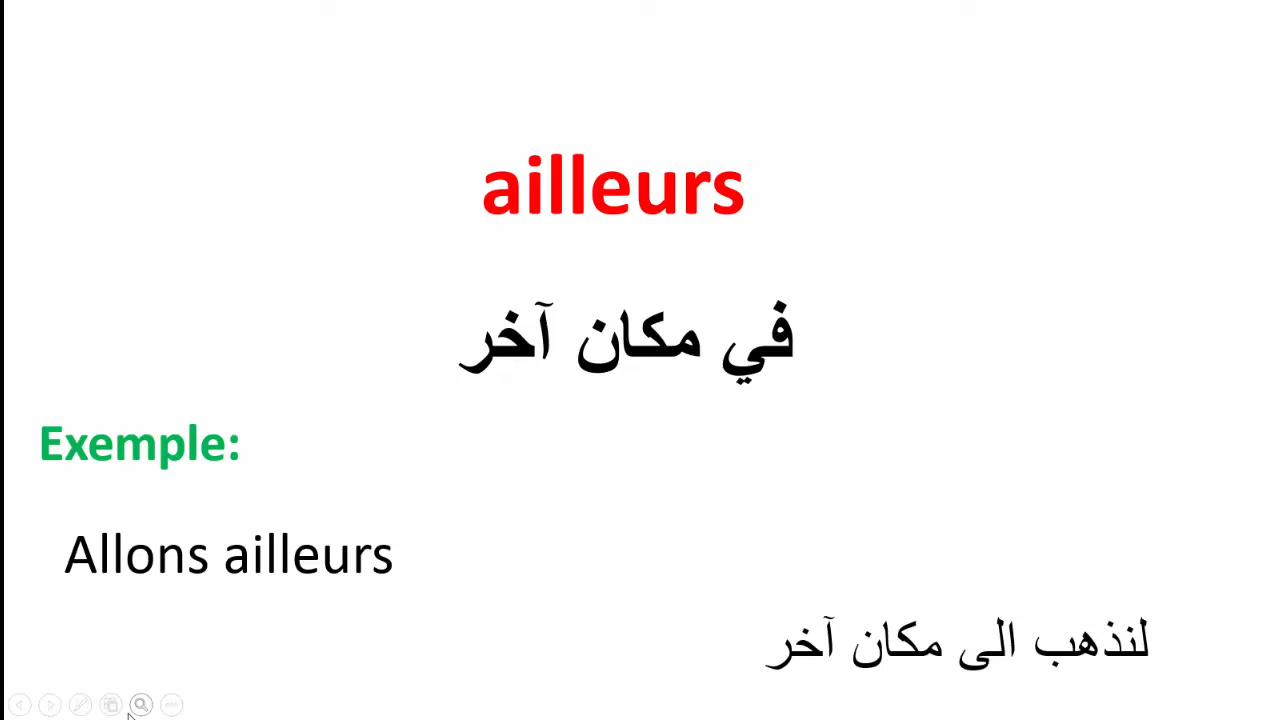 ailleurs
في مكان آخر
Exemple:
Allons ailleurs
لنذهب الى مكان آخر